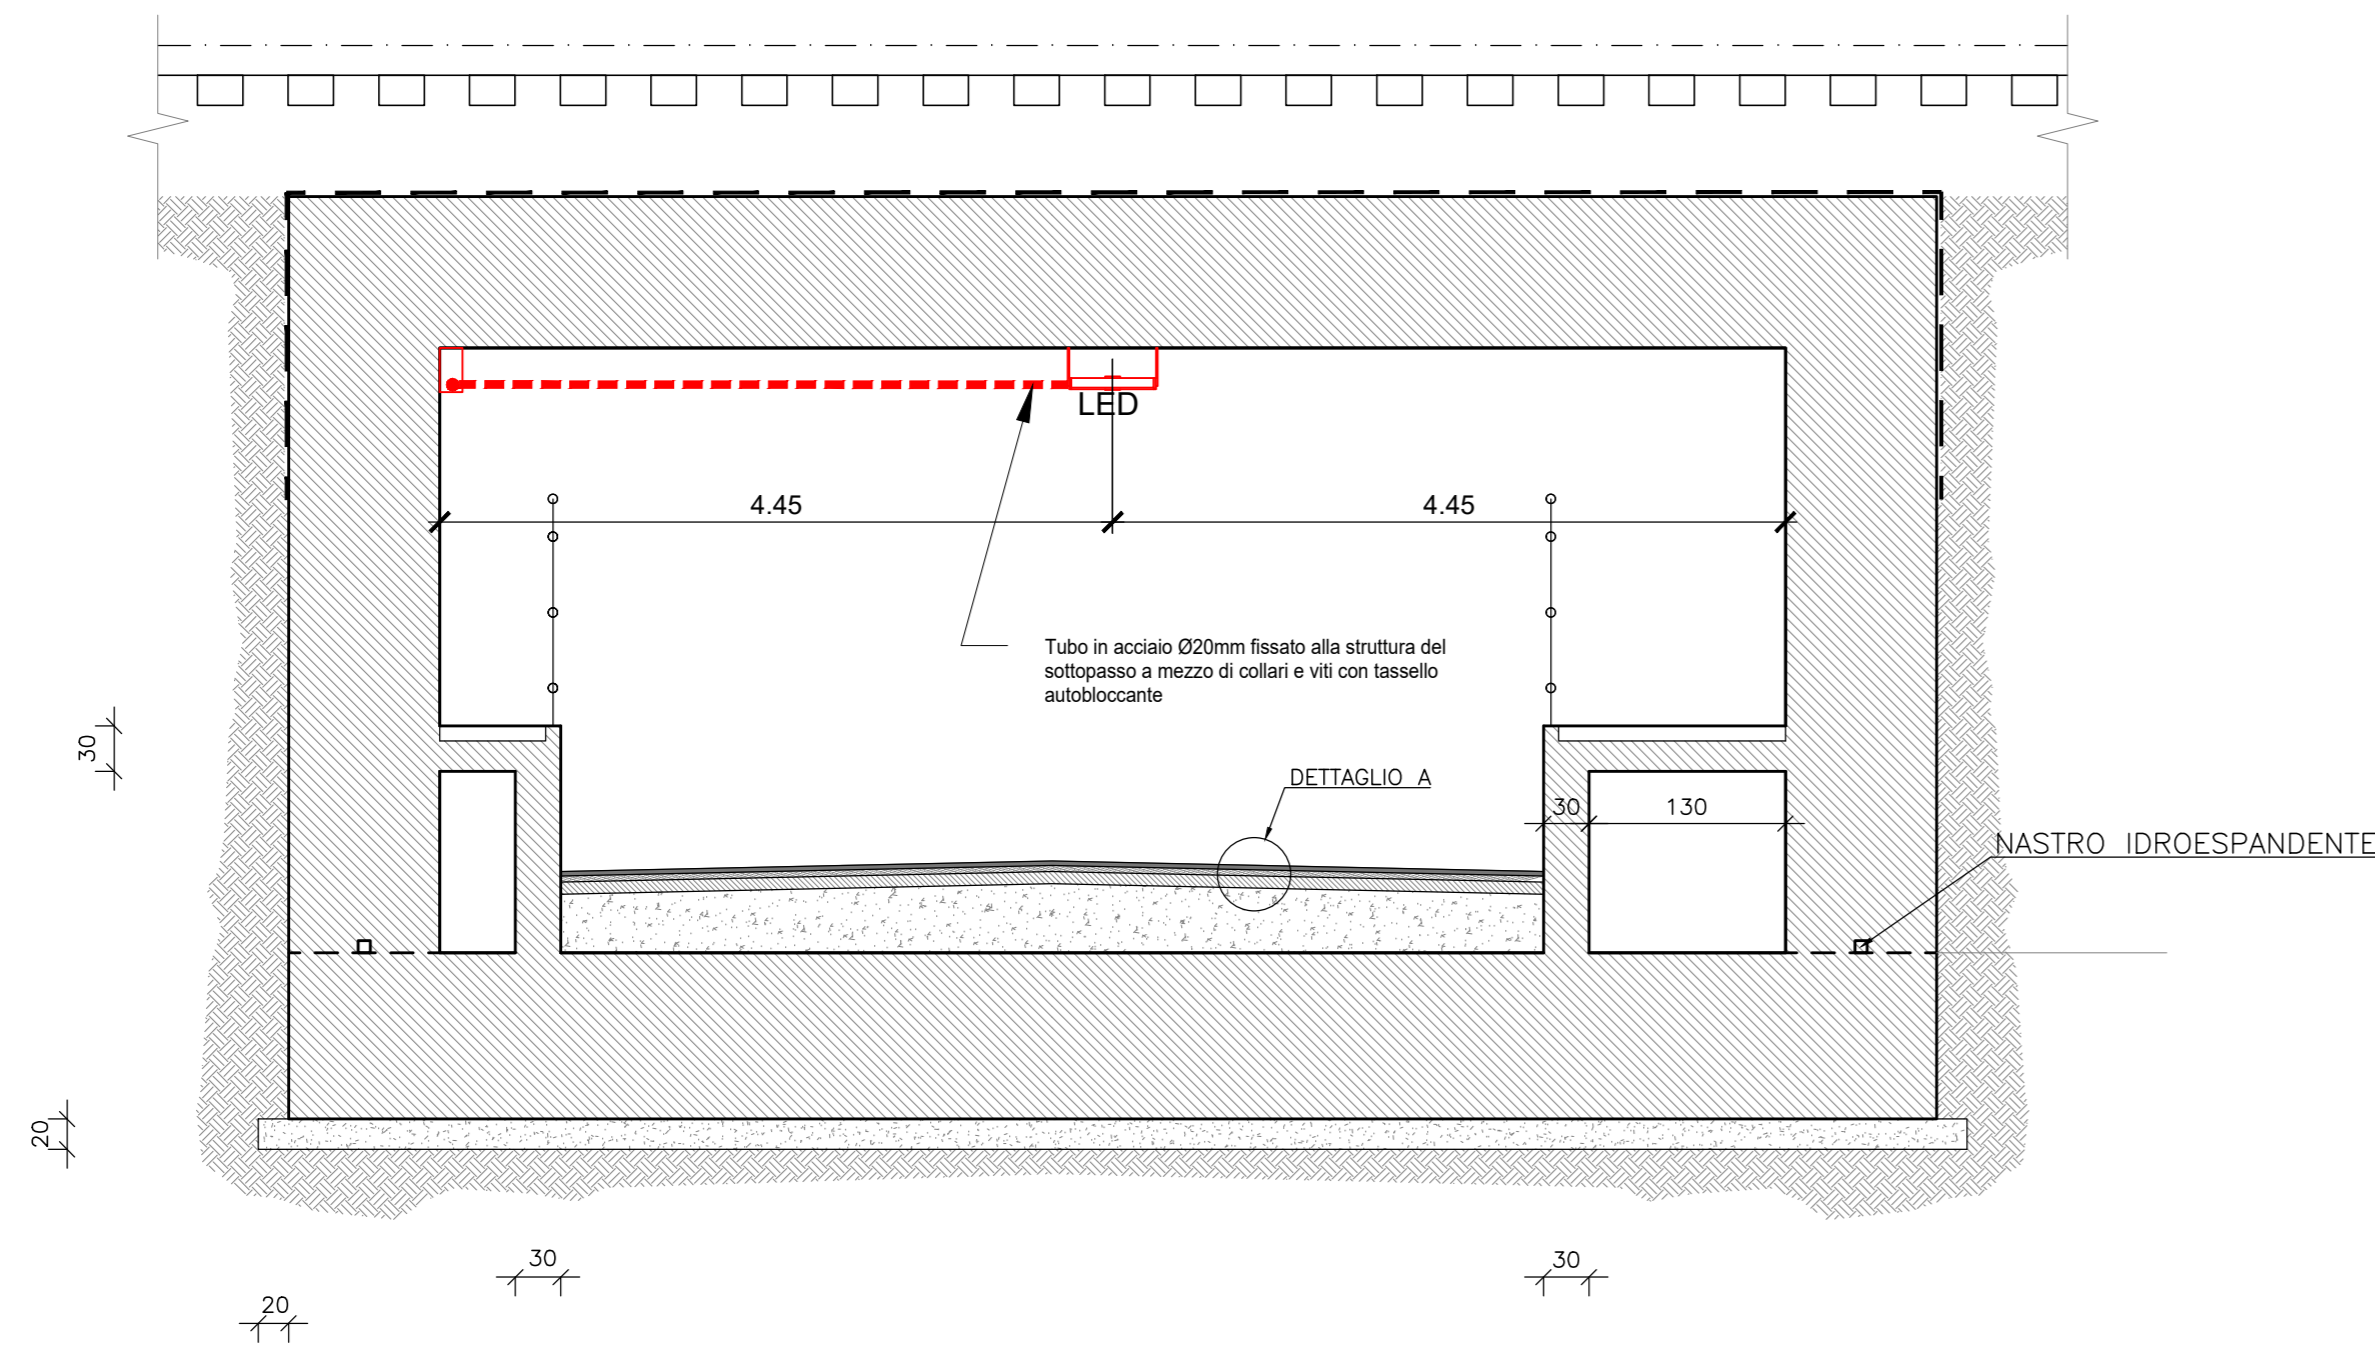 LED
4.45
4.45
Tubo in acciaio Ø20mm fissato alla struttura del
sottopasso a mezzo di collari e viti con tassello
autobloccante
30
DETTAGLIO A
30
130
NASTRO IDROESPANDENTE
20
30
30
20